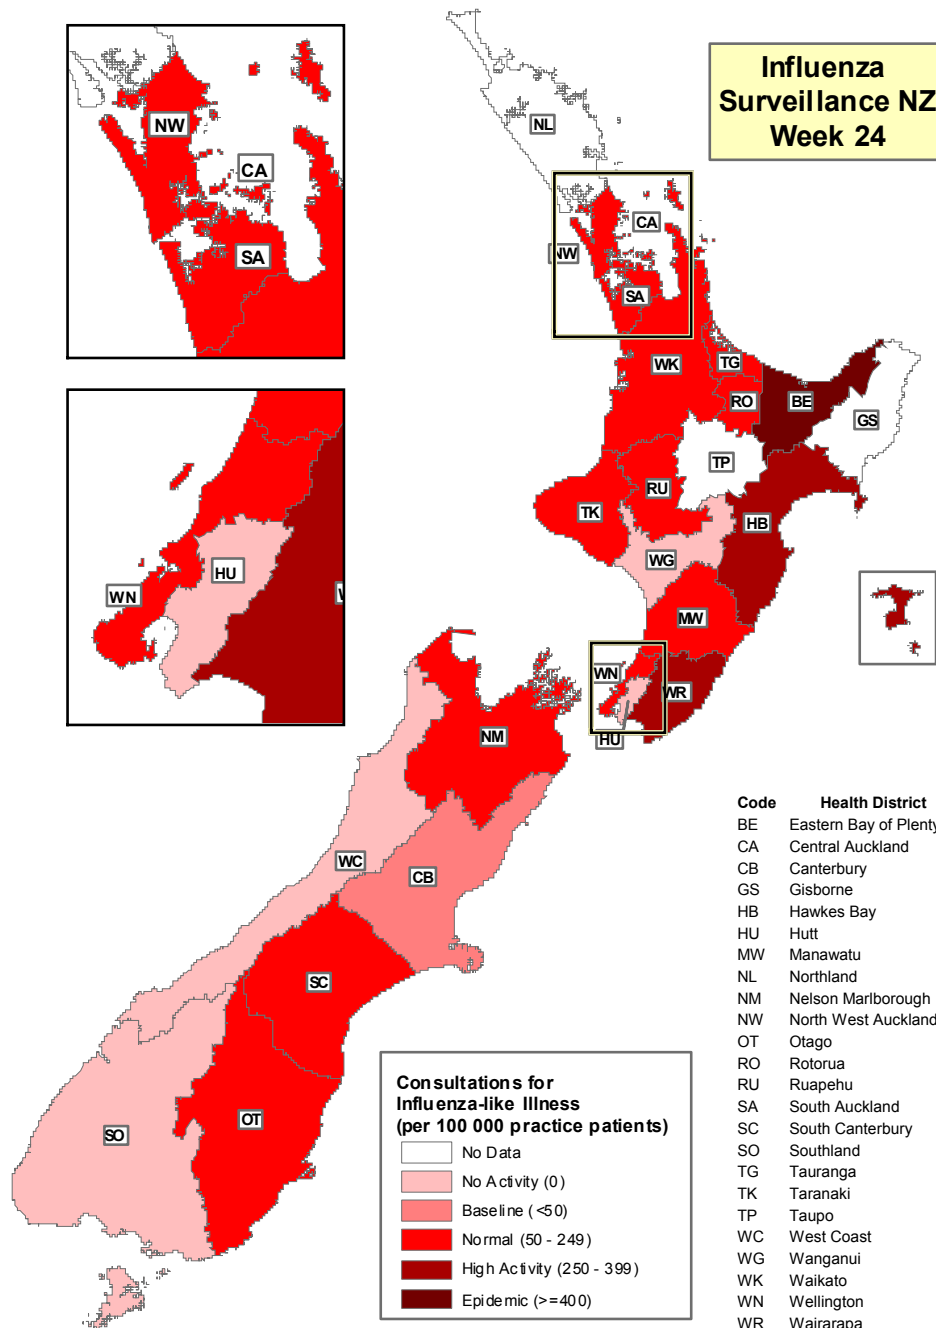 Influenza
Surveillance NZ
Week 24
NW
CA
SA
NL
CA
NW
SA
WK
TG
RO
BE
GS
TP
RU
TK
HB
WG
MW
WN
WR
HU
HU
WN
NM
WC
CB
SC
OT
SO
Consultations for
Influenza-like Illness
(per 100 000 practice patients)
No Data
No Activity (0)
Baseline (<50)
Normal (50 - 249)
High Activity (250 - 399)
Epidemic (>=400)
Code Health District
BE Eastern Bay of Plenty
CA Central Auckland
CB Canterbury
GS Gisborne
HB Hawkes Bay
HU Hutt
MW Manawatu
NL Northland
NM Nelson Marlborough
NW North West Auckland
OT Otago
RO Rotorua
RU Ruapehu
SA South Auckland
SC South Canterbury
SO Southland
TG Tauranga
TK Taranaki
TP Taupo
WC West Coast
WG Wanganui
WK Waikato
WN Wellington
WR Wairarapa